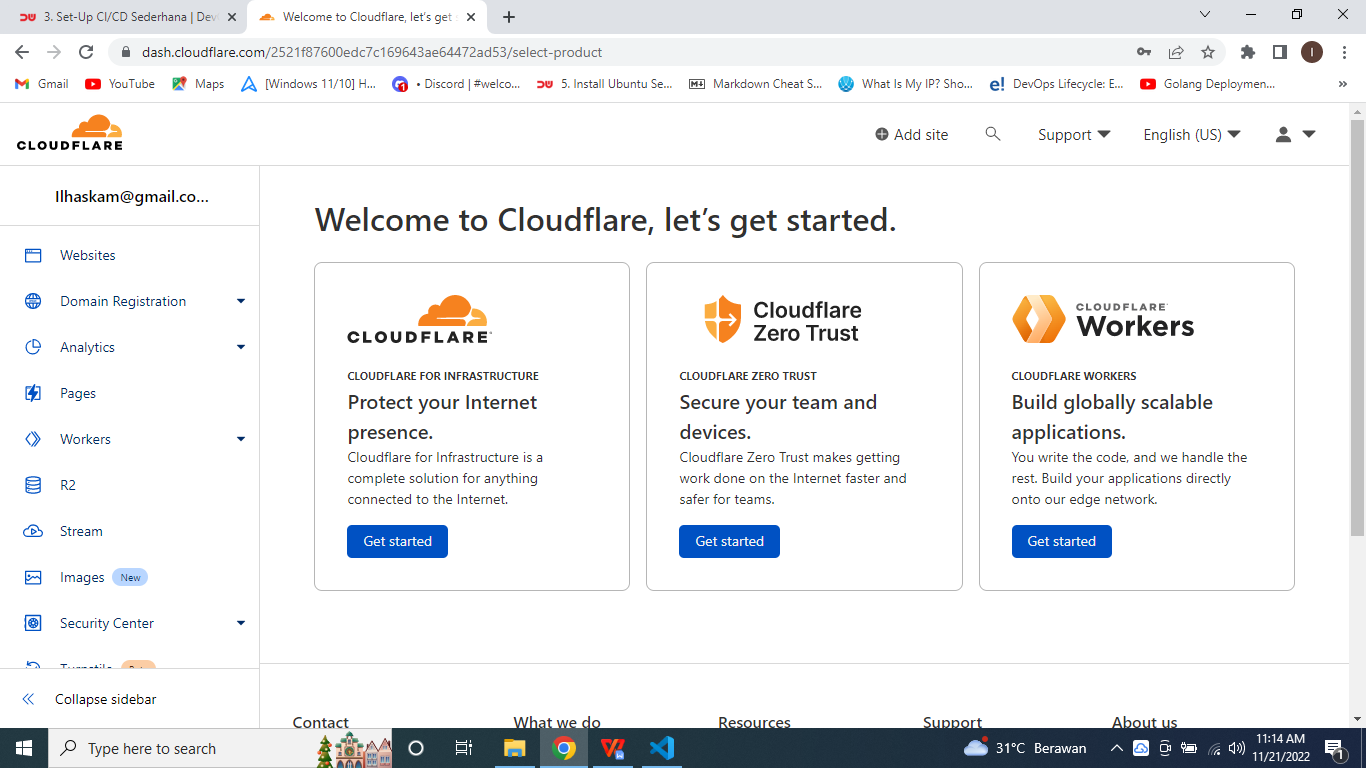 3. Set-Up CI/CD Sederhana | Dev
Welcome to Cloudflare, let's get s
dash.cloudflare.com/2521f87600edc7c169643ae64472ad53/select-product
I
Gmail
YouTube
Maps
[Windows 11/10] H...
• Discord | #welco...
5. Install Ubuntu Se...
Markdown Cheat S...
What Is My IP? Sho...
DevOps Lifecycle: E...
Golang Deploymen...
CLOUDFLARE
Add site
Support
English (US)
Ilhaskam@gmail.co...
Websites
Domain Registration
Analytics
Pages
Workers
R2
Stream
Images New
Security Center
Turnstile
Collapse sidebar
Welcome to Cloudflare, let’s get started.
CLOUDFLARE
CLOUDFLARE FOR INFRASTRUCTURE
Protect your Internet
presence.
Cloudflare for Infrastructure is a
complete solution for anything
connected to the Internet.
Get started
Cloudflare
Zero Trust
CLOUDFLARE ZERO TRUST
Secure your team and
devices.
Cloudflare Zero Trust makes getting
work done on the Internet faster and
safer for teams.
Get started
CLOUDFLARE
Workers
CLOUDFLARE WORKERS
Build globally scalable
applications.
You write the code, and we handle the
rest. Build your applications directly
onto our edge network.
Get started
Contact
What we do
Resources
Support
About us
Type here to search
31°C Berawan
11:14 AM
11/21/2022
1